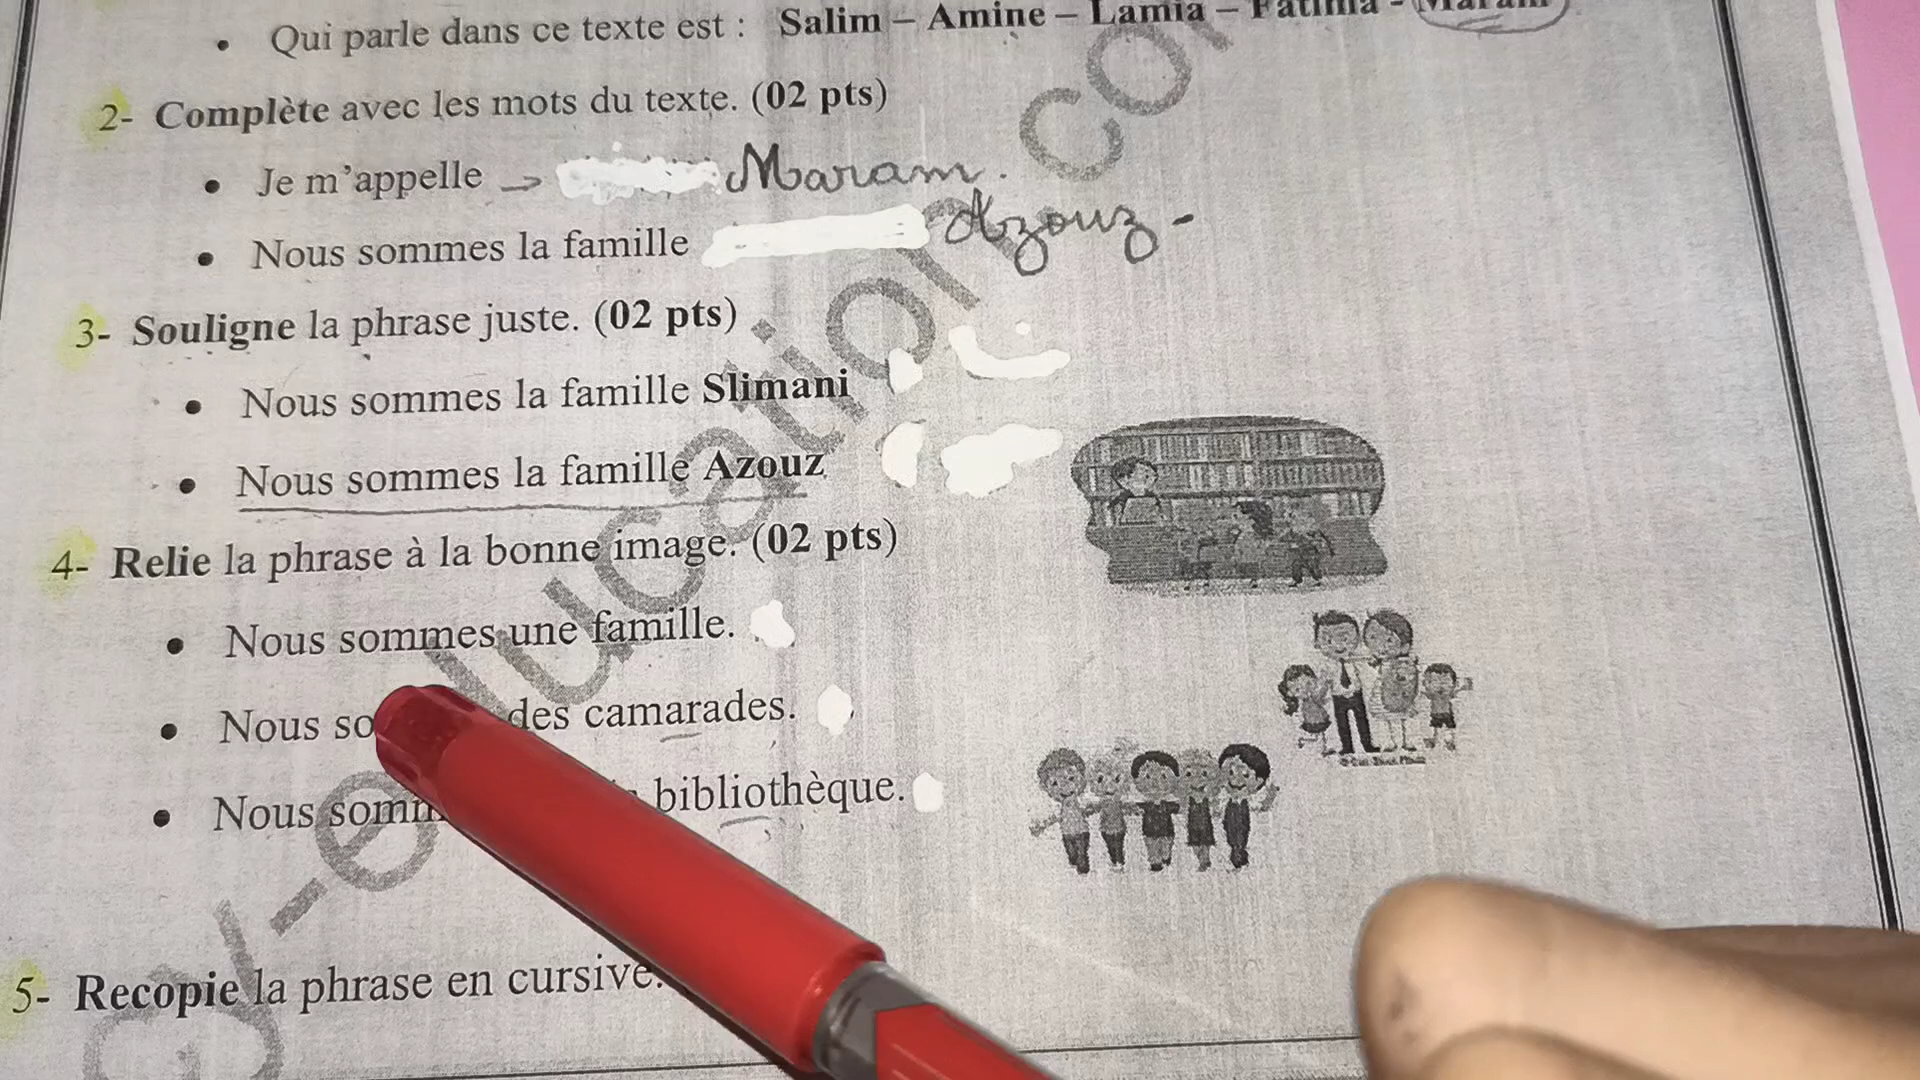 Qui parle dans ce texte est : Salim – Amine – Lamia – Fatima - Maram
2- Complète avec les mots du texte. (02 pts)
Je m'appelle → Maram.
Nous sommes la famille Azouz -
3- Souligne la phrase juste. (02 pts)
Nous sommes la famille Slimani
Nous sommes la famille Azouz
4- Relie la phrase à la bonne image. (02 pts)
Nous sommes une famille.
Nous des camarades.
Nous bibliothèque.
5- Recopie la phrase en cursive.